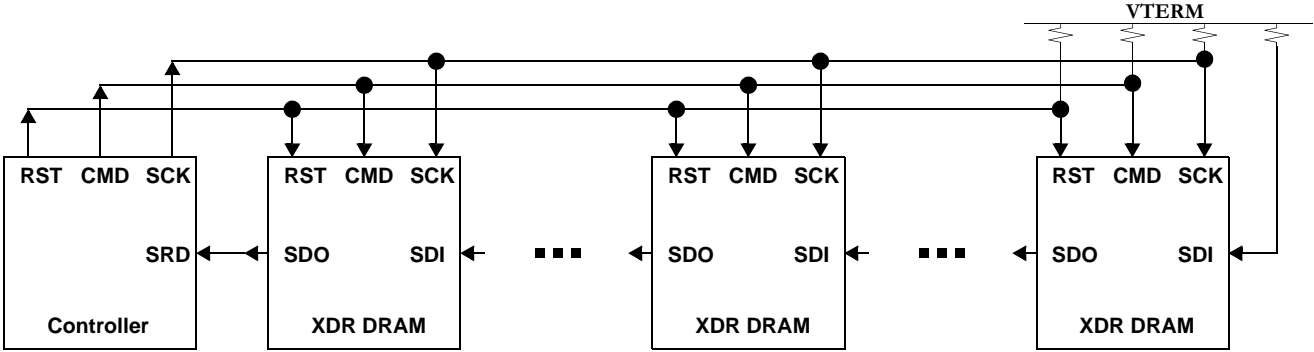 VTERM
RST CMD SCK
RST CMD SCK
RST CMD SCK
RST CMD SCK
SRD
SDO SDI
SDO SDI
SDO SDI
Controller
XDR DRAM
XDR DRAM
XDR DRAM